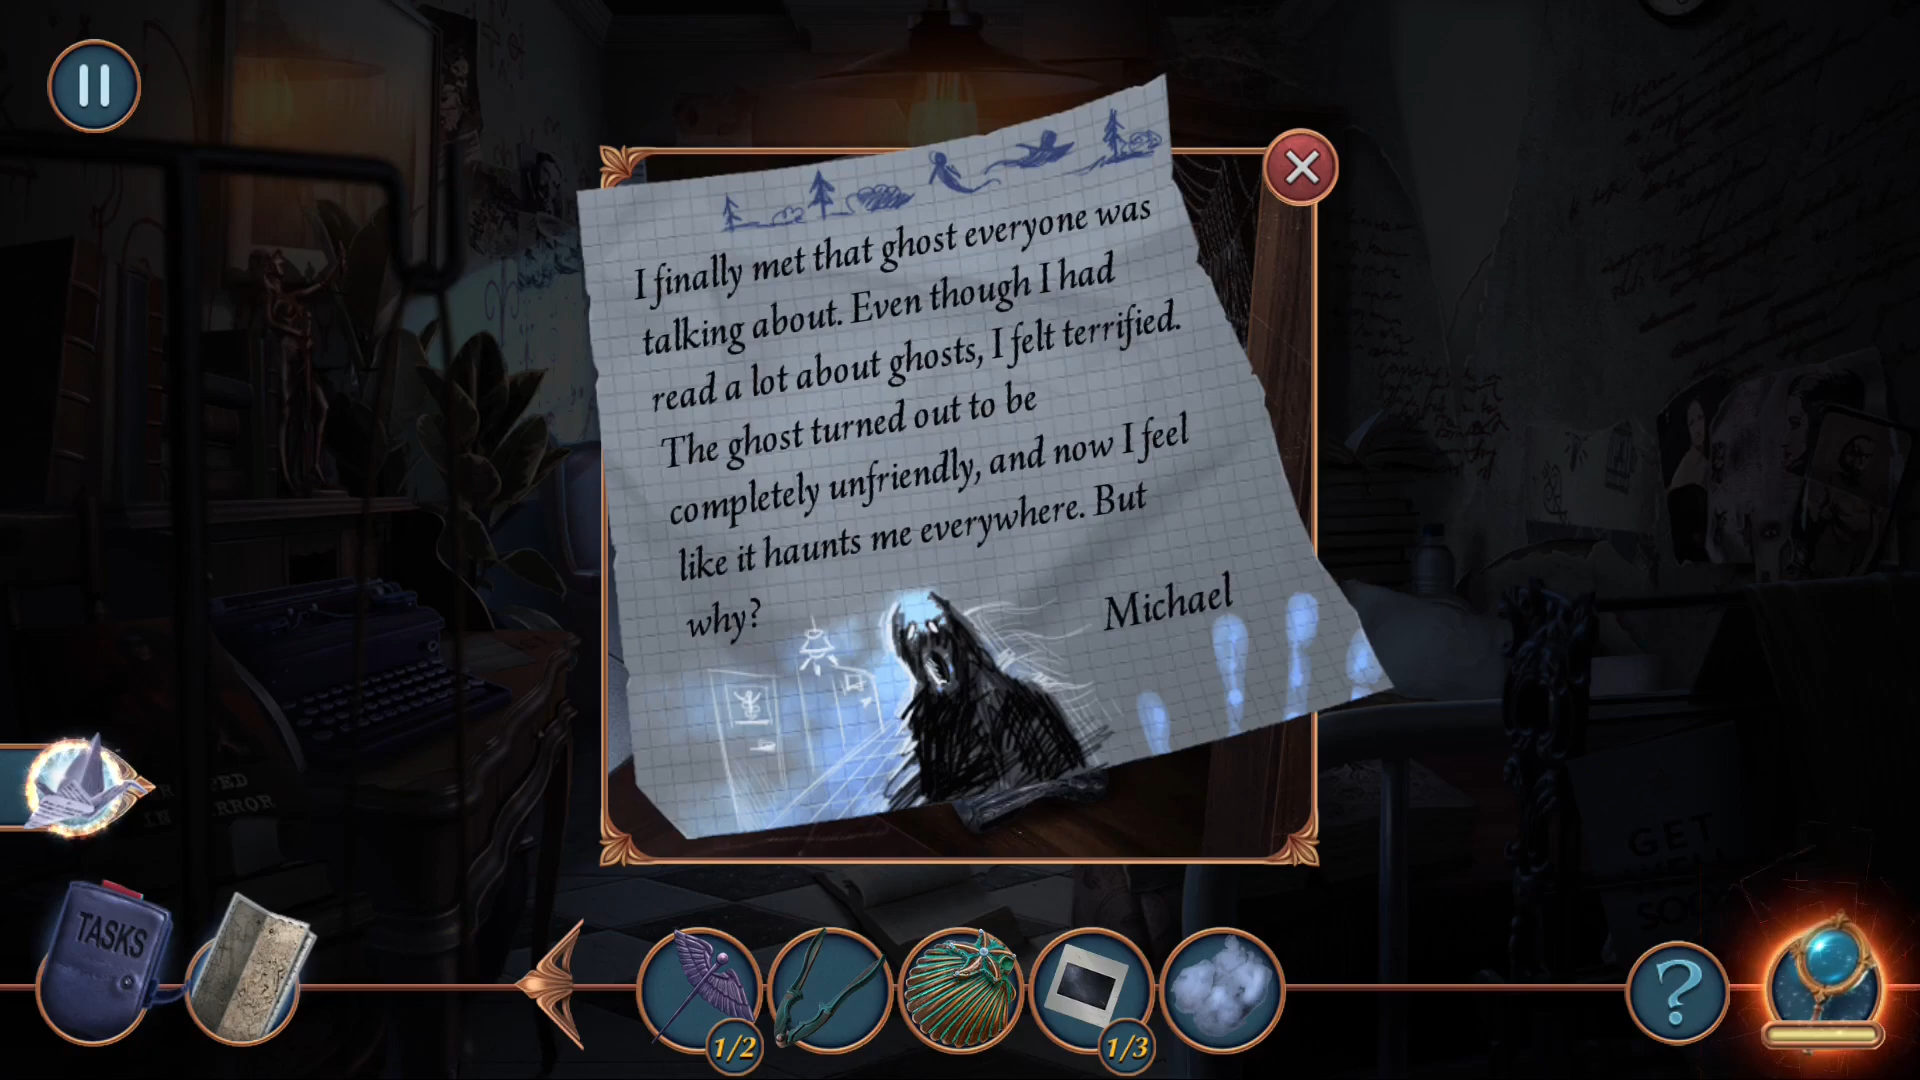 I finally met that ghost everyone was
talking about. Even though I had
read a lot about ghosts, I felt terrified.
The ghost turned out to be
completely unfriendly, and now I feel
like it haunts me everywhere. But
why?
Michael
TASKS
1/2
1/3
?
GET